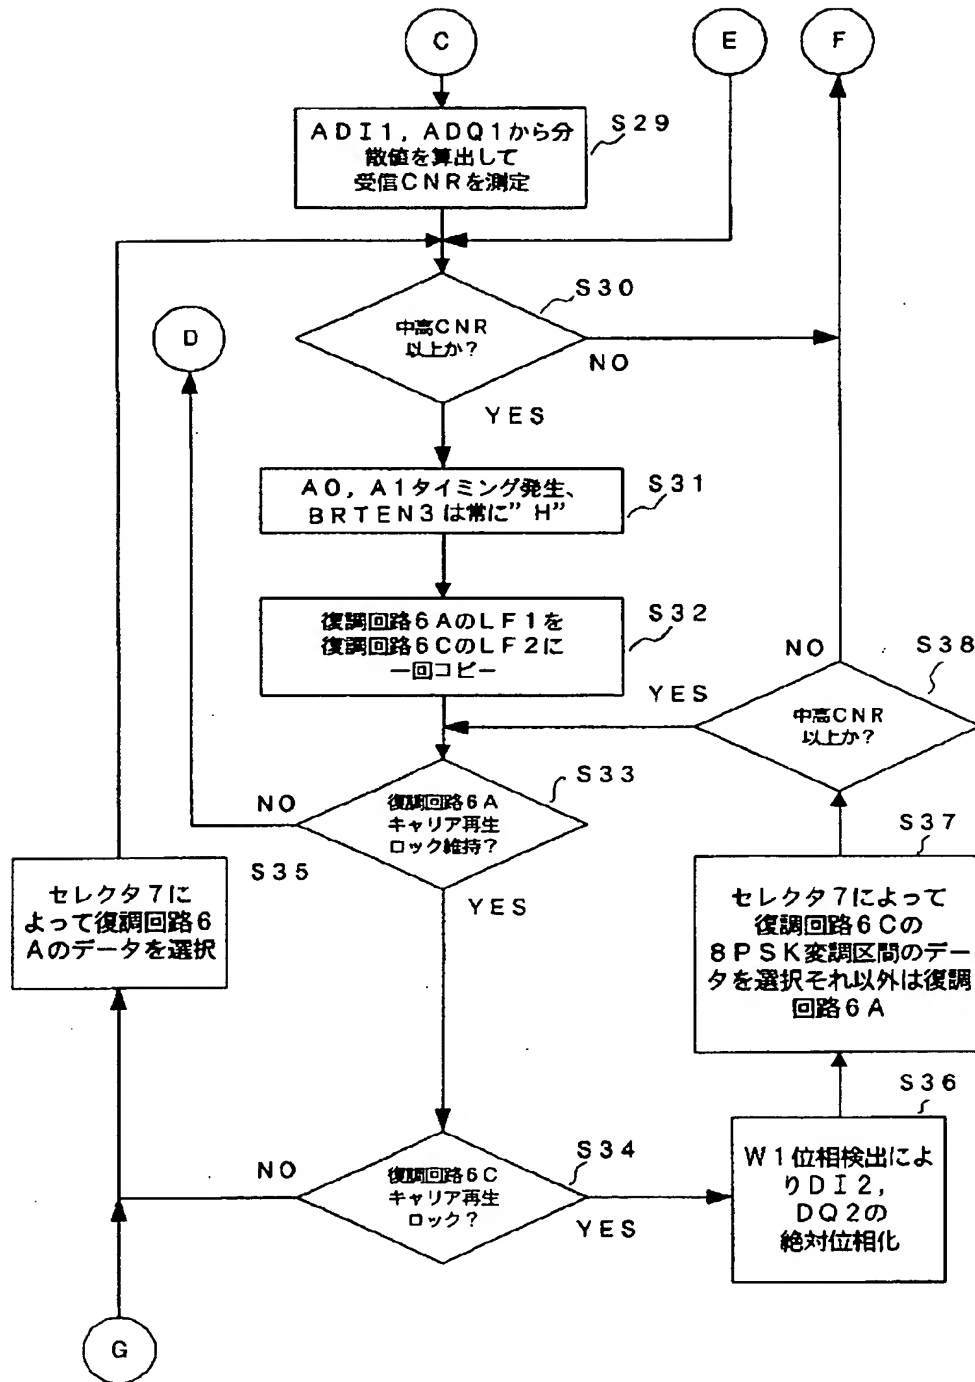 C
E
F
ADI1,ADQ1から分
散値を算出して
受信CNRを測定
S29
S30
中高CNR
以上か?
NO
YES
D
A0,A1タイミング発生、
BRTEN3は常に”H”
S31
復調回路6AのLF1を
復調回路6CのLF2に
一回コピー
S32
S38
NO
YES
中高CNR
以上か?
S33
NO
復調回路6A
キャリア再生
ロック維持?
YES
S35
セレクタ7に
よって復調回路6
Aのデータを選択
S37
セレクタ7によって
復調回路6Cの
8PSK変調区間のデー
タを選択それ以外は復調
回路6A
S36
W1位相検出によ
りDI2,
DQ2の
絶対位相化
S34
NO
復調回路6C
キャリア再生
ロック?
YES
G